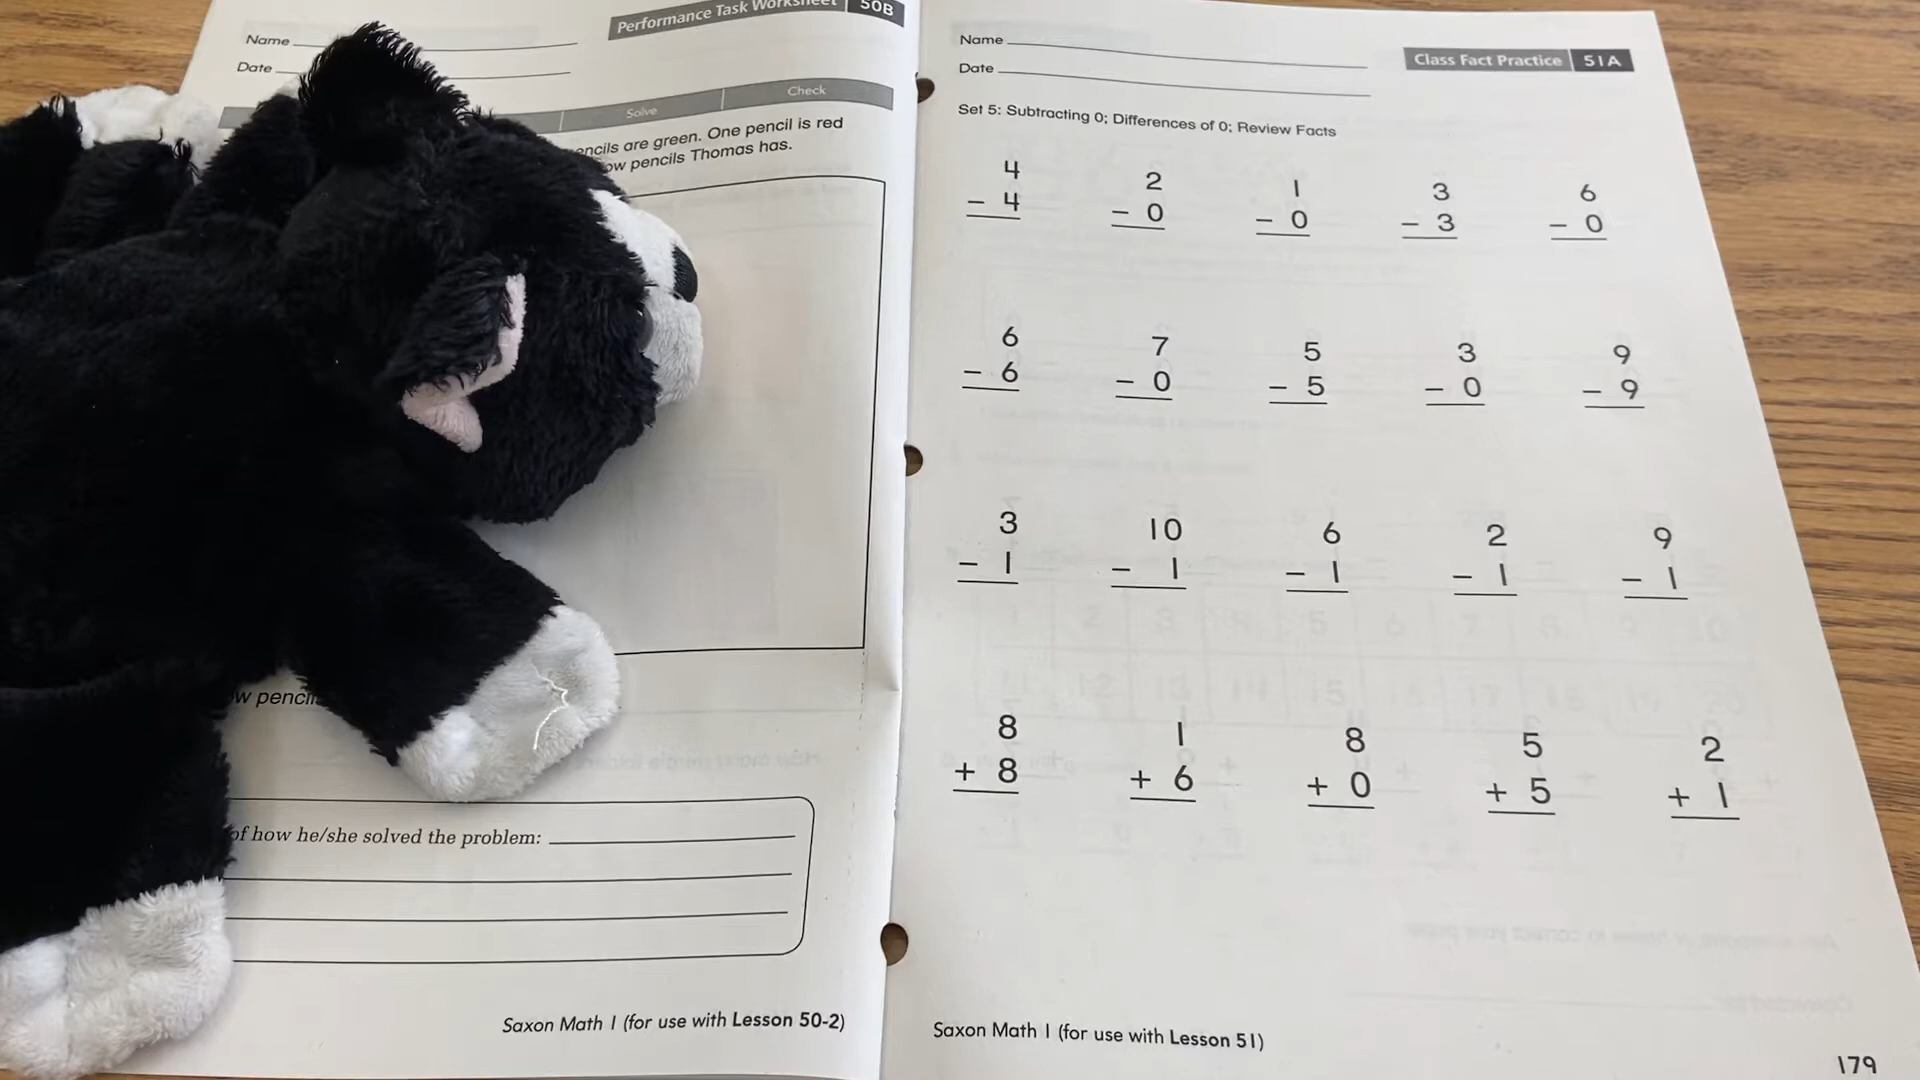 Performance Task Worksheet 50B
Name
Date
Solve
Check
pencils are green. One pencil is red
pencils Thomas has.
pencils
of how he/she solved the problem:
Saxon Math 1 (for use with Lesson 50-2)
Name
Class Fact Practice 51A
Date
Set 5: Subtracting 0; Differences of 0; Review Facts
4 2 1 3 6
- 4 - 0 - 0 - 3 - 0
6 7 5 3 9
- 6 - 0 - 5 - 0 - 9
3 10 6 2 9
- 1 - 1 - 1 - 1 - 1
8 1 8 5 2
+ 8 + 6 + 0 + 5 + 1
Saxon Math 1 (for use with Lesson 51)
179